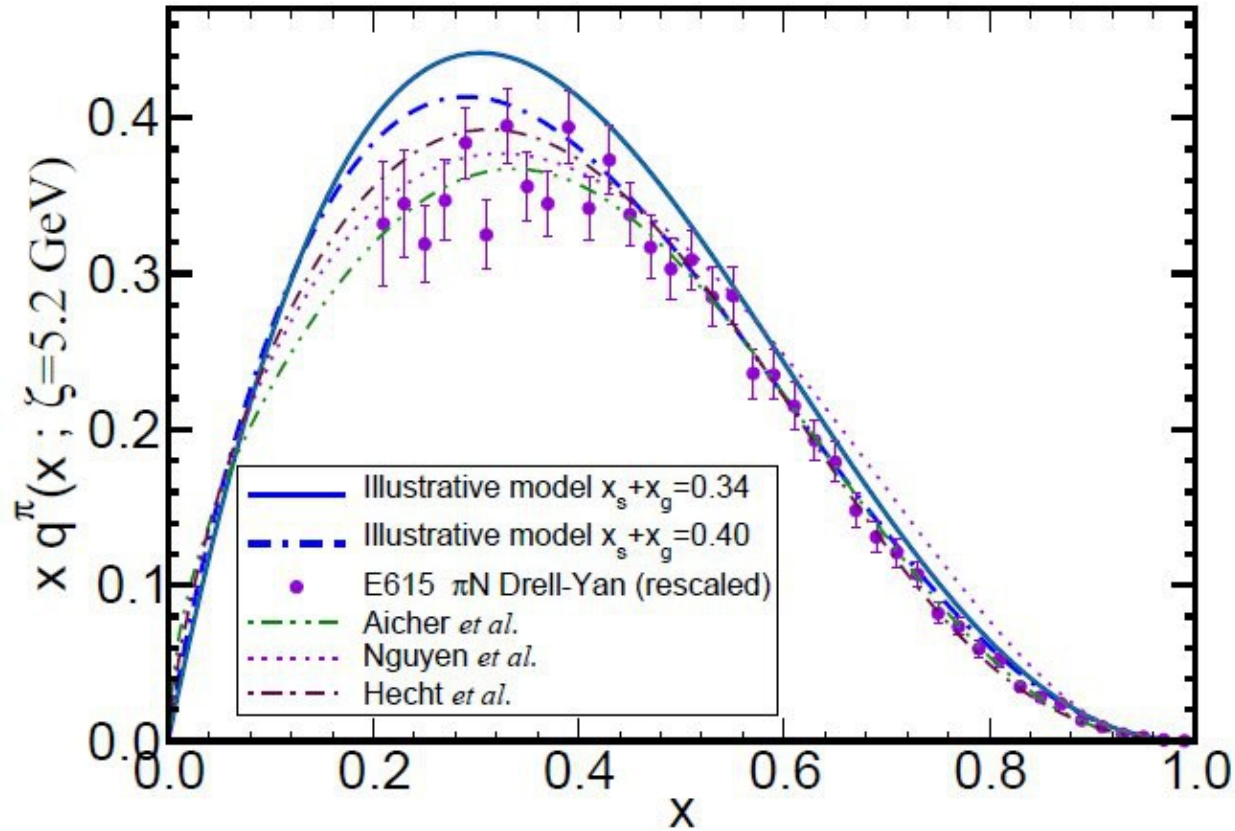 x q^π(x ; ζ=5.2 GeV)
0.4
0.3
0.2
0.1
0.0
Illustrative model x_s+x_g=0.34
Illustrative model x_s+x_g=0.40
E615 πN Drell-Yan (rescaled)
Aicher et al.
Nguyen et al.
Hecht et al.
0.0 0.2 0.4 0.6 0.8 1.0
x